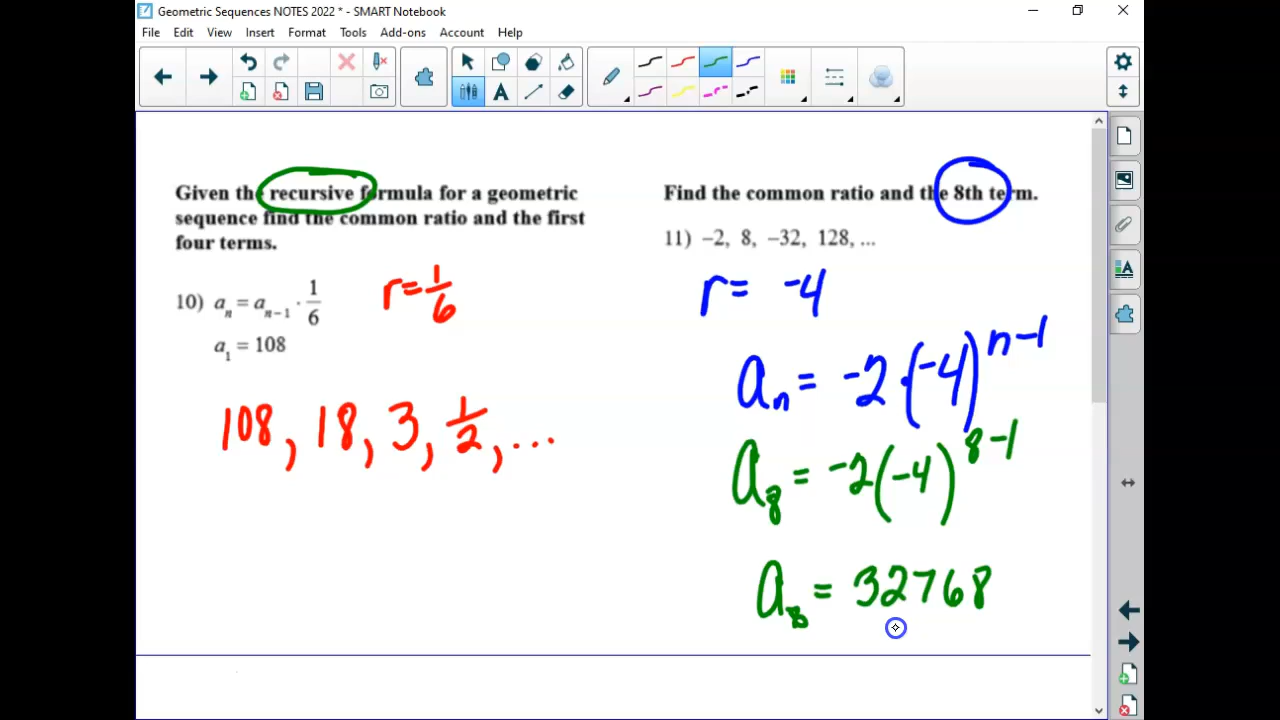 Geometric Sequences NOTES 2022 * - SMART Notebook
File Edit View Insert Format Tools Add-ons Account Help
Given the recursive formula for a geometric
sequence find the common ratio and the first
four terms.
10) aₙ = aₙ₋₁ · 1/6
a₁ = 108
r = 1/6
108, 18, 3, 1/2, ...
Find the common ratio and the 8th term.
11) –2, 8, –32, 128, ...
r = -4
aₙ = -2 · (-4)ⁿ⁻¹
a₈ = -2(-4)⁸⁻¹
a₈ = 32768